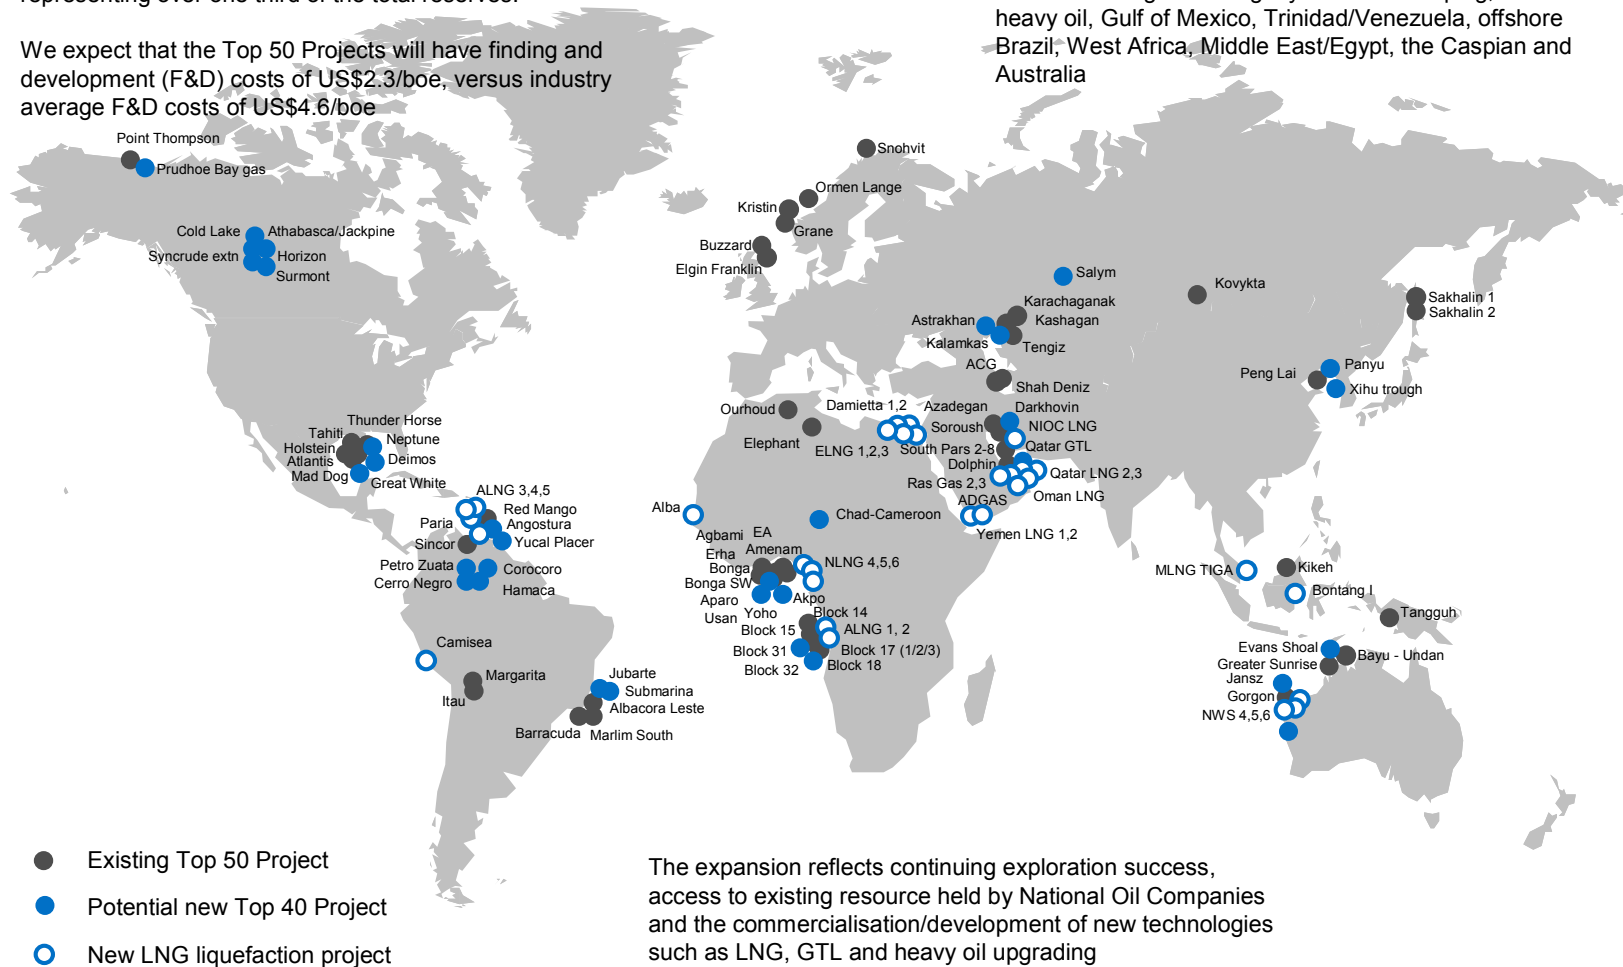 representing over one third of the total reserves.
We expect that the Top 50 Projects will have finding and
development (F&D) costs of US$2.3/boe, versus industry
average F&D costs of US$4.6/boe
heavy oil, Gulf of Mexico, Trinidad/Venezuela, offshore
Brazil, West Africa, Middle East/Egypt, the Caspian and
Australia
Point Thompson
Prudhoe Bay gas
Snohvit
Ormen Lange
Kristin
Grane
Buzzard
Elgin Franklin
Cold Lake
Athabasca/Jackpine
Syncrude extn
Horizon
Surmont
Salym
Kovykta
Karachaganak
Sakhalin 1
Sakhalin 2
Astrakhan
Kashagan
Kalamkas
Tengiz
ACG
Shah Deniz
Peng Lai
Panyu
Xihu trough
Ourhoud
Elephant
Damietta 1,2
ELNG 1,2,3
Azadegan
Darkhovin
Soroush
NIOC LNG
South Pars 2-8
Qatar GTL
Dolphin
Qatar LNG 2,3
Ras Gas 2,3
Oman LNG
ADGAS
Yemen LNG 1,2
Thunder Horse
Tahiti
Neptune
Holstein
Atlantis
Deimos
Mad Dog
Great White
ALNG 3,4,5
Red Mango
Paria
Angostura
Sincor
Yucal Placer
Petro Zuata
Corocoro
Cerro Negro
Hamaca
Alba
Chad-Cameroon
Agbami
EA
Erha
Amenam
Bonga
NLNG 4,5,6
Bonga SW
Aparo
Akpo
Usan
Yoho
Block 14
Block 15
ALNG 1, 2
Block 31
Block 17 (1/2/3)
Block 32
Block 18
MLNG TIGA
Kikeh
Bontang I
Tangguh
Camisea
Margarita
Itau
Jubarte
Submarina
Albacora Leste
Barracuda
Marlim South
Evans Shoal
Bayu - Undan
Greater Sunrise
Jansz
Gorgon
NWS 4,5,6
Existing Top 50 Project
Potential new Top 40 Project
New LNG liquefaction project
The expansion reflects continuing exploration success,
access to existing resource held by National Oil Companies
and the commercialisation/development of new technologies
such as LNG, GTL and heavy oil upgrading